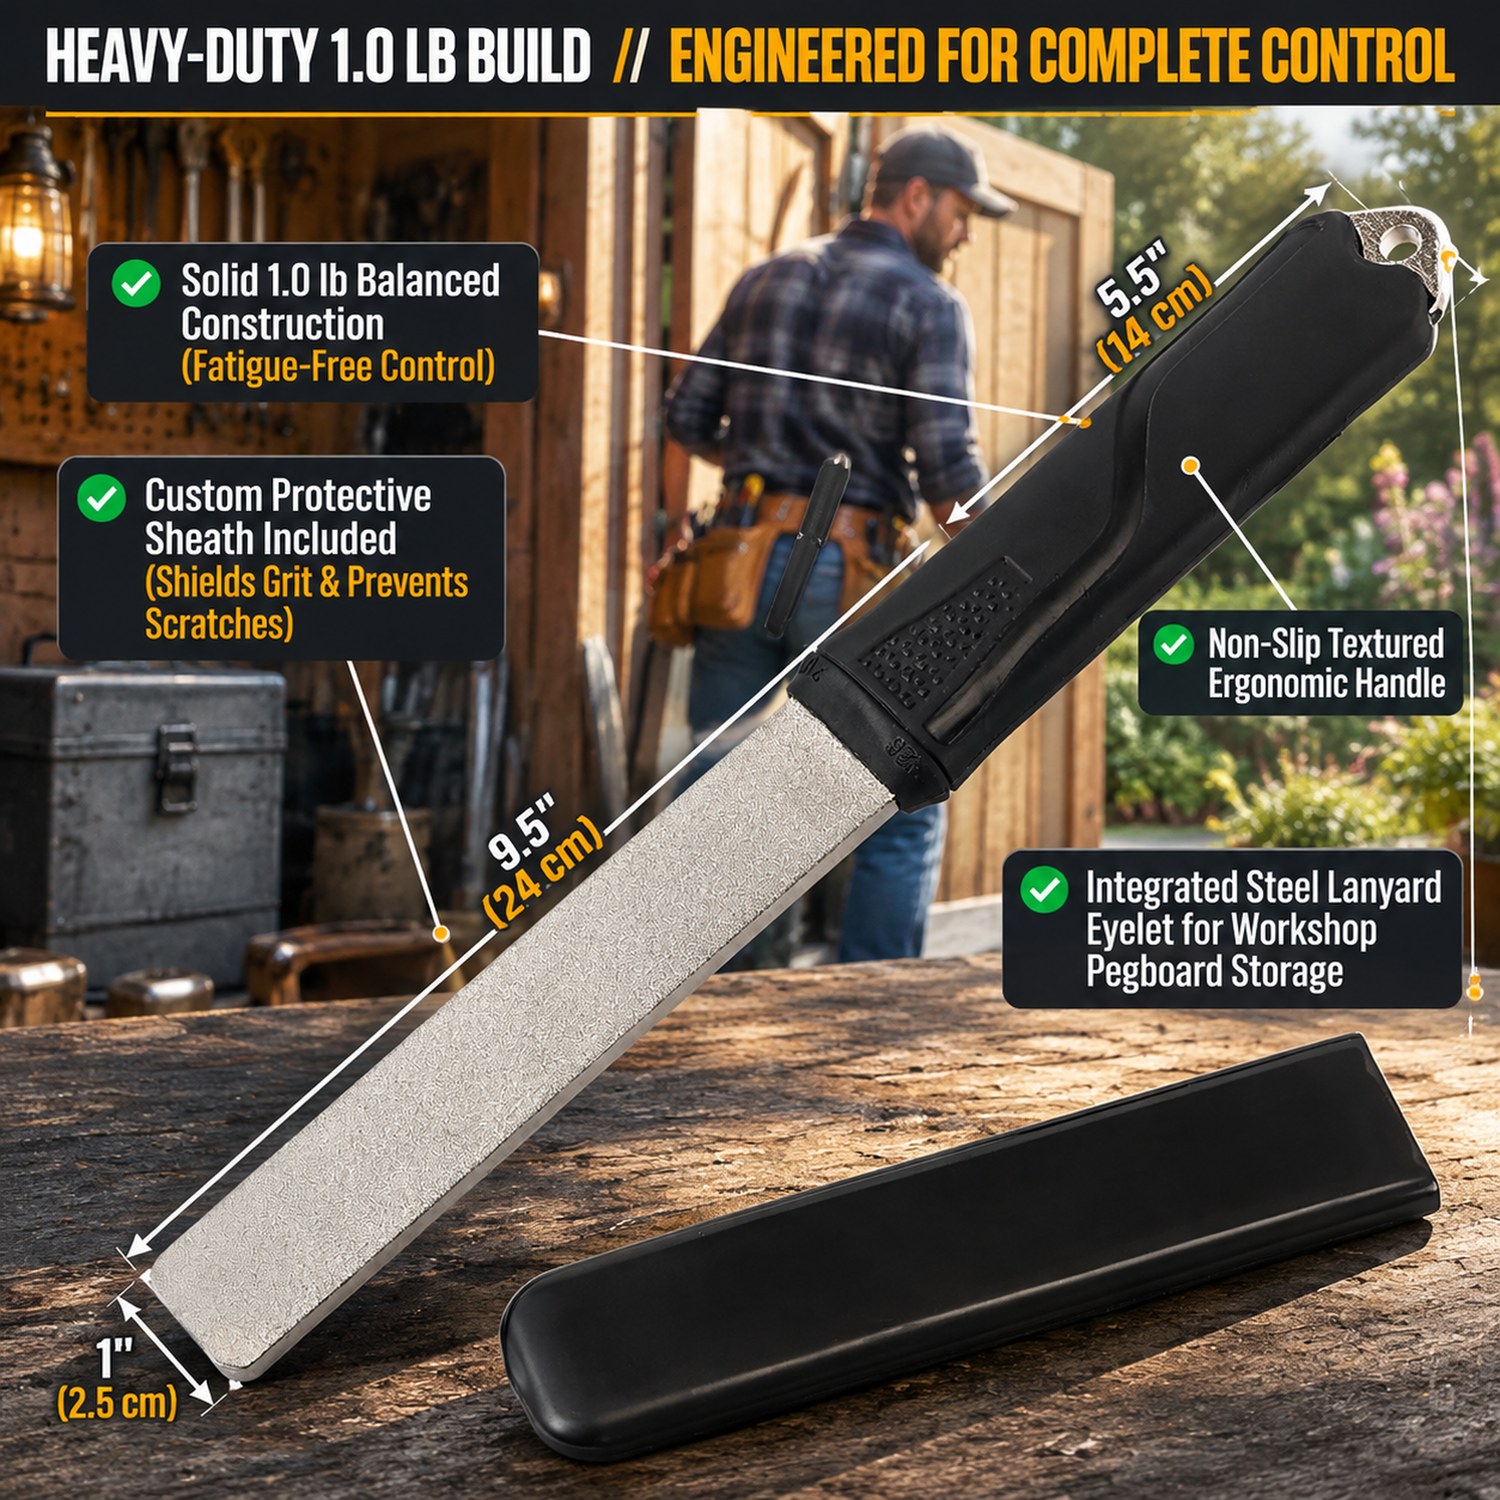 HEAVY-DUTY 1.0 LB BUILD // ENGINEERED FOR COMPLETE CONTROL
Solid 1.0 lb Balanced
Construction
(Fatigue-Free Control)
5.5"
(14 cm)
Custom Protective
Sheath Included
(Shields Grit & Prevents
Scratches)
Non-Slip Textured
Ergonomic Handle
9.5"
(24 cm)
Integrated Steel Lanyard
Eyelet for Workshop
Pegboard Storage
1"
(2.5 cm)